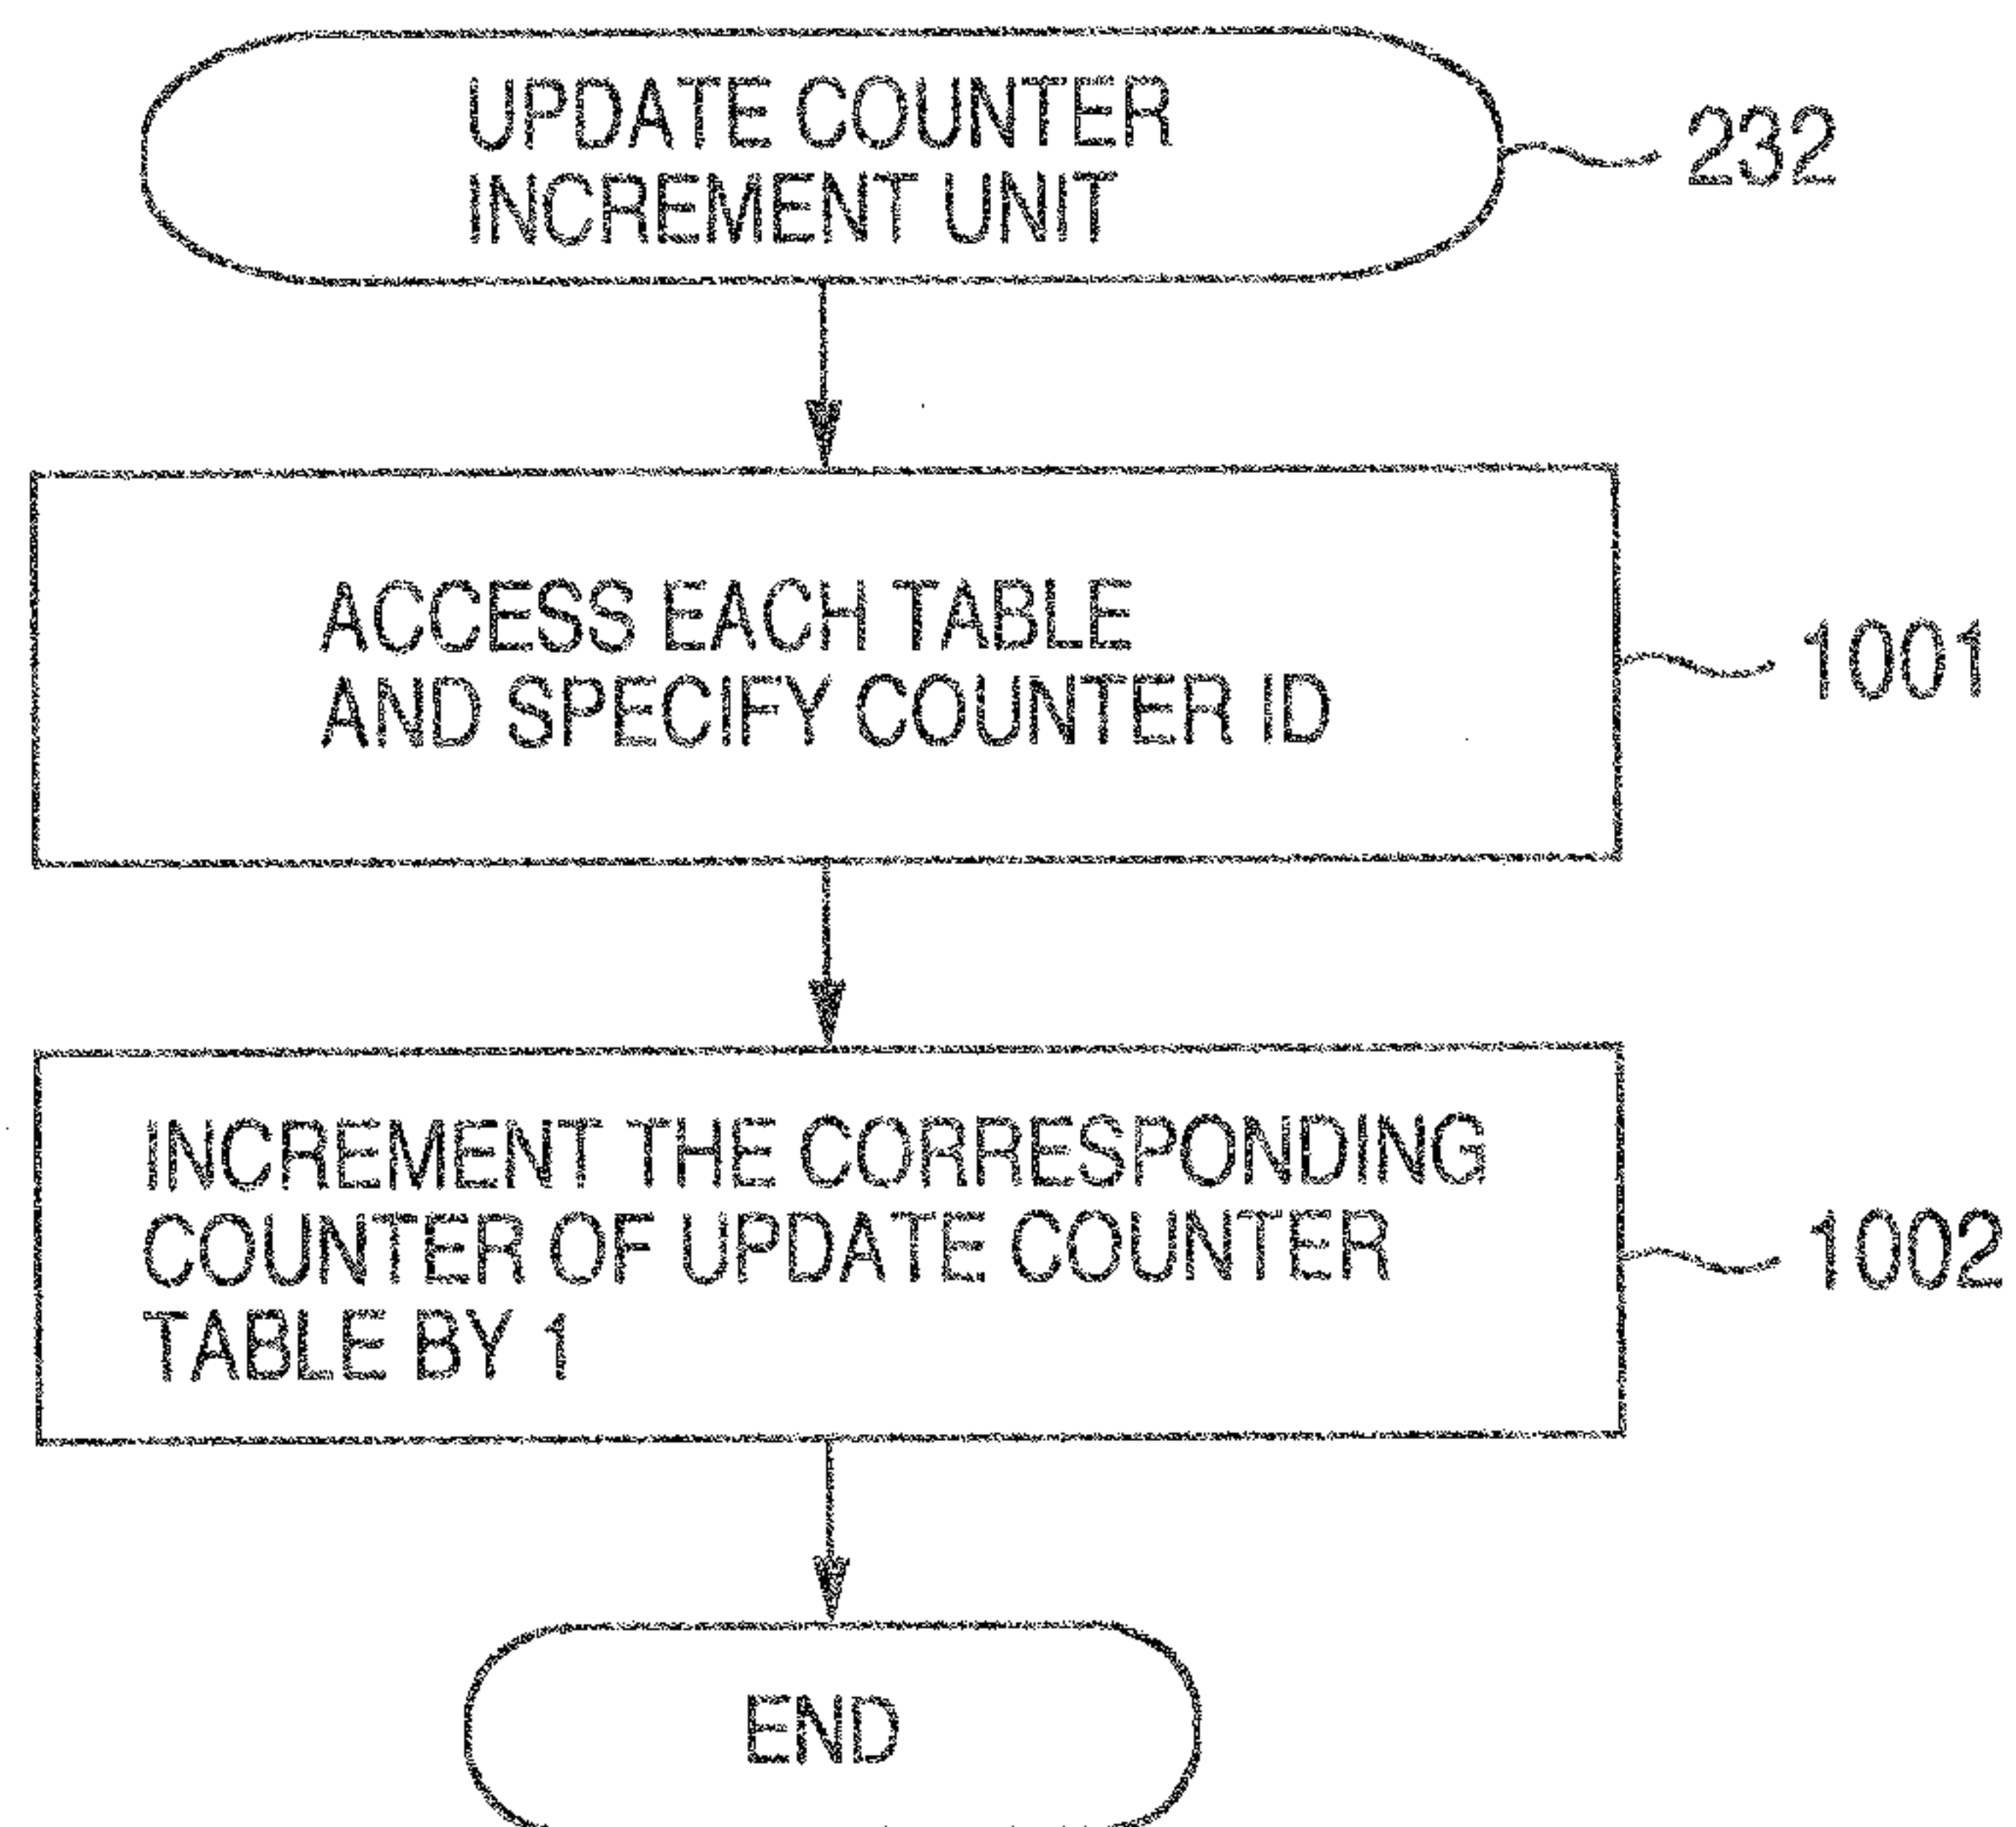 UPDATE COUNTER
INCREMENT UNIT
232
ACCESS EACH TABLE
AND SPECIFY COUNTER ID
1001
INCREMENT THE CORRESPONDING
COUNTER OF UPDATE COUNTER
TABLE BY 1
1002
END